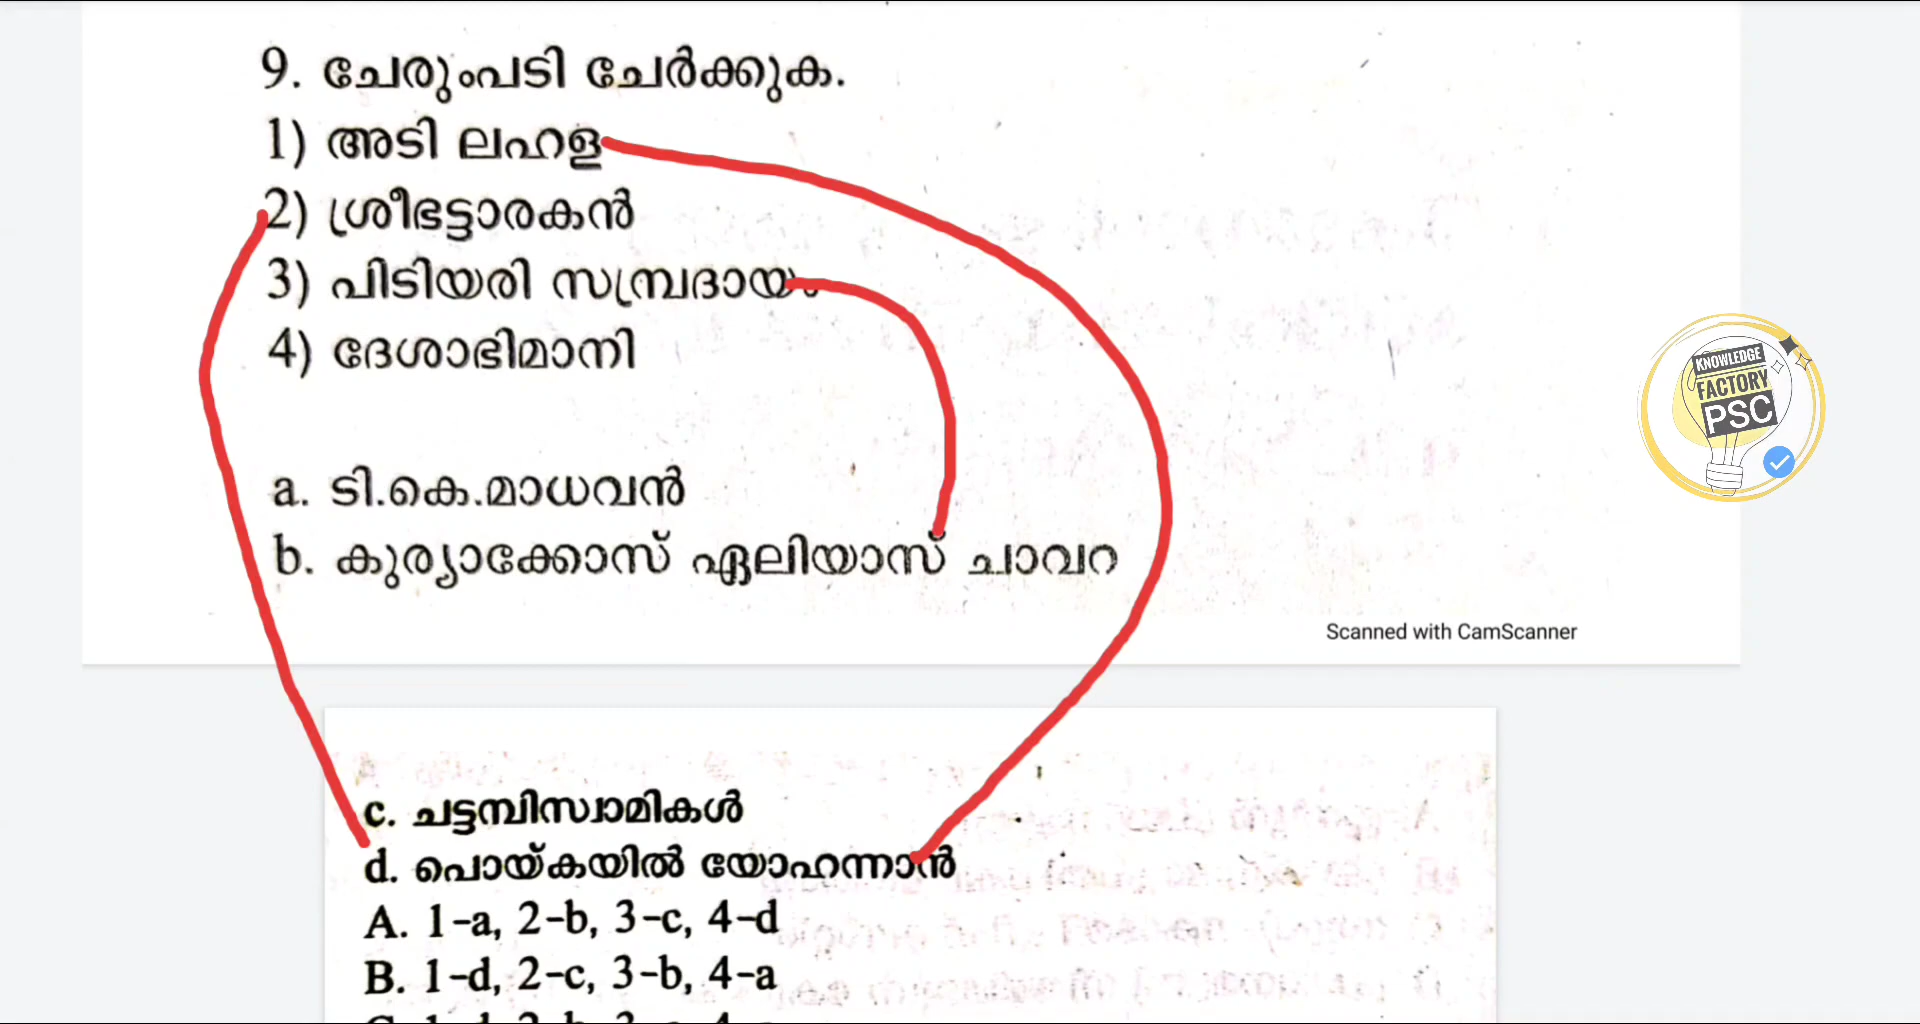 9. ചേരുംപടി ചേർക്കുക.
1) അടി ലഹള
2) ശ്രീഭട്ടാരകൻ
3) പിടിയരി സമ്പ്രദായം
4) ദേശാഭിമാനി
KNOWLEDGE
FACTORY
PSC
a. ടി.കെ.മാധവൻ
b. കുര്യാക്കോസ് ഏലിയാസ് ചാവറ
Scanned with CamScanner
c. ചട്ടമ്പിസ്വാമികൾ
d. പൊയ്കയിൽ യോഹന്നാൻ
A. 1-a, 2-b, 3-c, 4-d
B. 1-d, 2-c, 3-b, 4-a